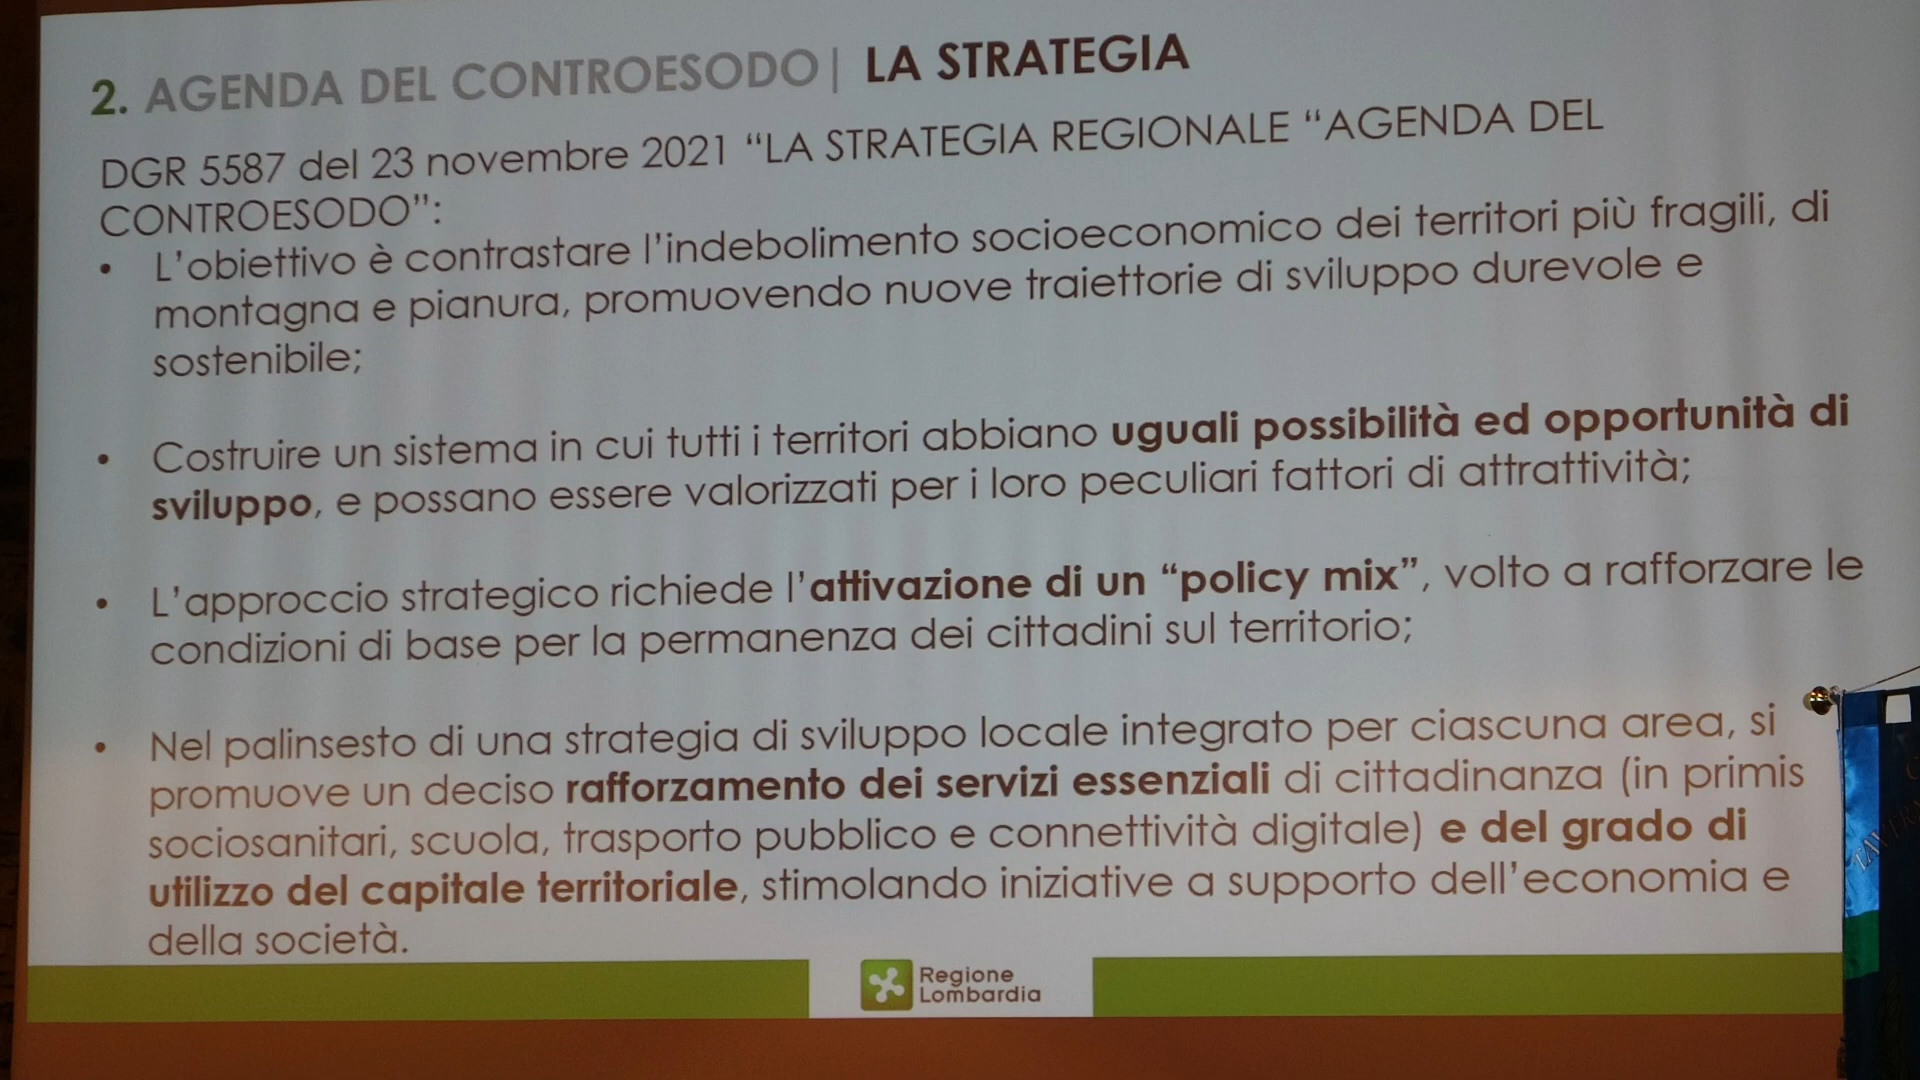 2. AGENDA DEL CONTROESODO| LA STRATEGIA
DGR 5587 del 23 novembre 2021 “LA STRATEGIA REGIONALE “AGENDA DEL
CONTROESODO”:
• L’obiettivo è contrastare l’indebolimento socioeconomico dei territori più fragili, di
montagna e pianura, promuovendo nuove traiettorie di sviluppo durevole e
sostenibile;
• Costruire un sistema in cui tutti i territori abbiano uguali possibilità ed opportunità di
sviluppo, e possano essere valorizzati per i loro peculiari fattori di attrattività;
• L’approccio strategico richiede l’attivazione di un “policy mix”, volto a rafforzare le
condizioni di base per la permanenza dei cittadini sul territorio;
• Nel palinsesto di una strategia di sviluppo locale integrato per ciascuna area, si
promuove un deciso rafforzamento dei servizi essenziali di cittadinanza (in primis
sociosanitari, scuola, trasporto pubblico e connettività digitale) e del grado di
utilizzo del capitale territoriale, stimolando iniziative a supporto dell’economia e
della società.
Regione
Lombardia